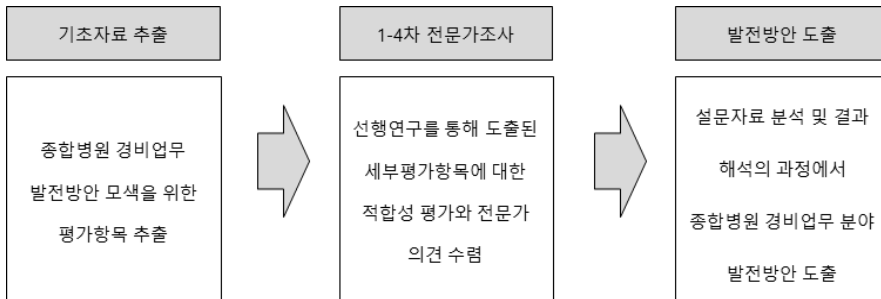 기초자료 추출
1-4차 전문가조사
발전방안 도출
종합병원 경비업무
발전방안 모색을 위한
평가항목 추출
선행연구를 통해 도출된
세부평가항목에 대한
적합성 평가와 전문가
의견 수렴
설문자료 분석 및 결과
해석의 과정에서
종합병원 경비업무 분야
발전방안 도출